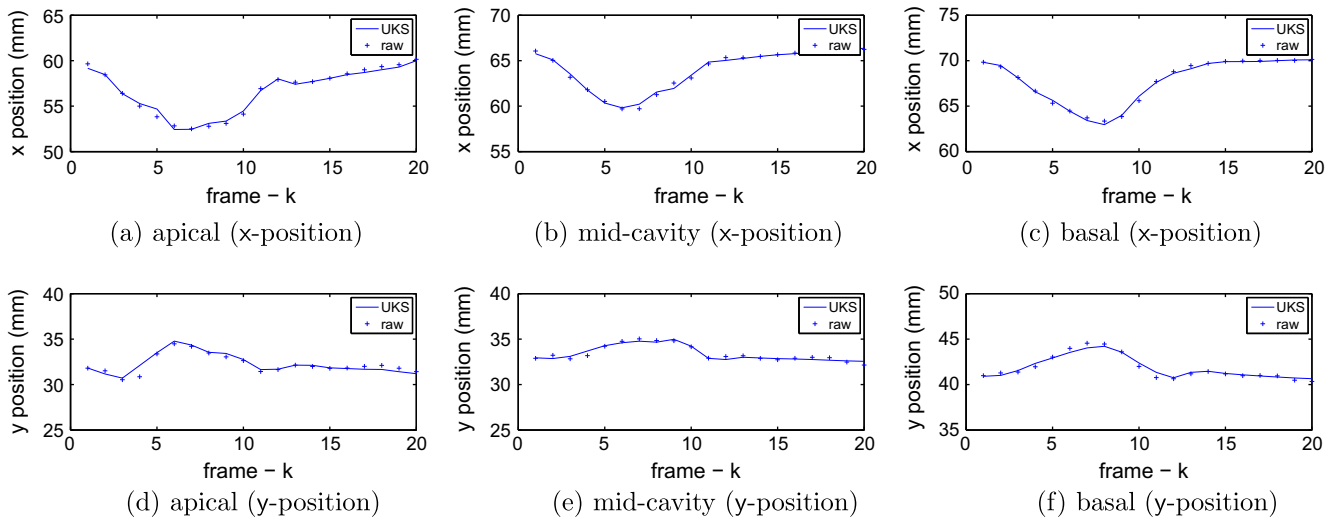 x position (mm)
65
60
55
50
0
5
10
15
20
UKS
raw
frame − k
(a) apical (x-position)
x position (mm)
70
65
60
55
0
5
10
15
20
UKS
raw
frame − k
(b) mid-cavity (x-position)
x position (mm)
75
70
65
60
0
5
10
15
20
UKS
raw
frame − k
(c) basal (x-position)
y position (mm)
40
35
30
25
0
5
10
15
20
UKS
raw
frame − k
(d) apical (y-position)
y position (mm)
40
35
30
25
0
5
10
15
20
UKS
raw
frame − k
(e) mid-cavity (y-position)
y position (mm)
50
45
40
35
0
5
10
15
20
UKS
raw
frame − k
(f) basal (y-position)